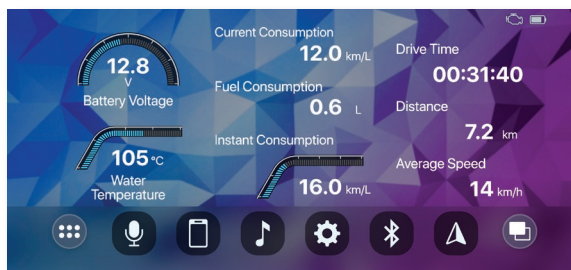 12.8
V
Battery Voltage
105 °C
Water
Temperature
Current Consumption
12.0 km/L
Fuel Consumption
0.6 L
Instant Consumption
16.0 km/L
Drive Time
00:31:40
Distance
7.2 km
Average Speed
14 km/h